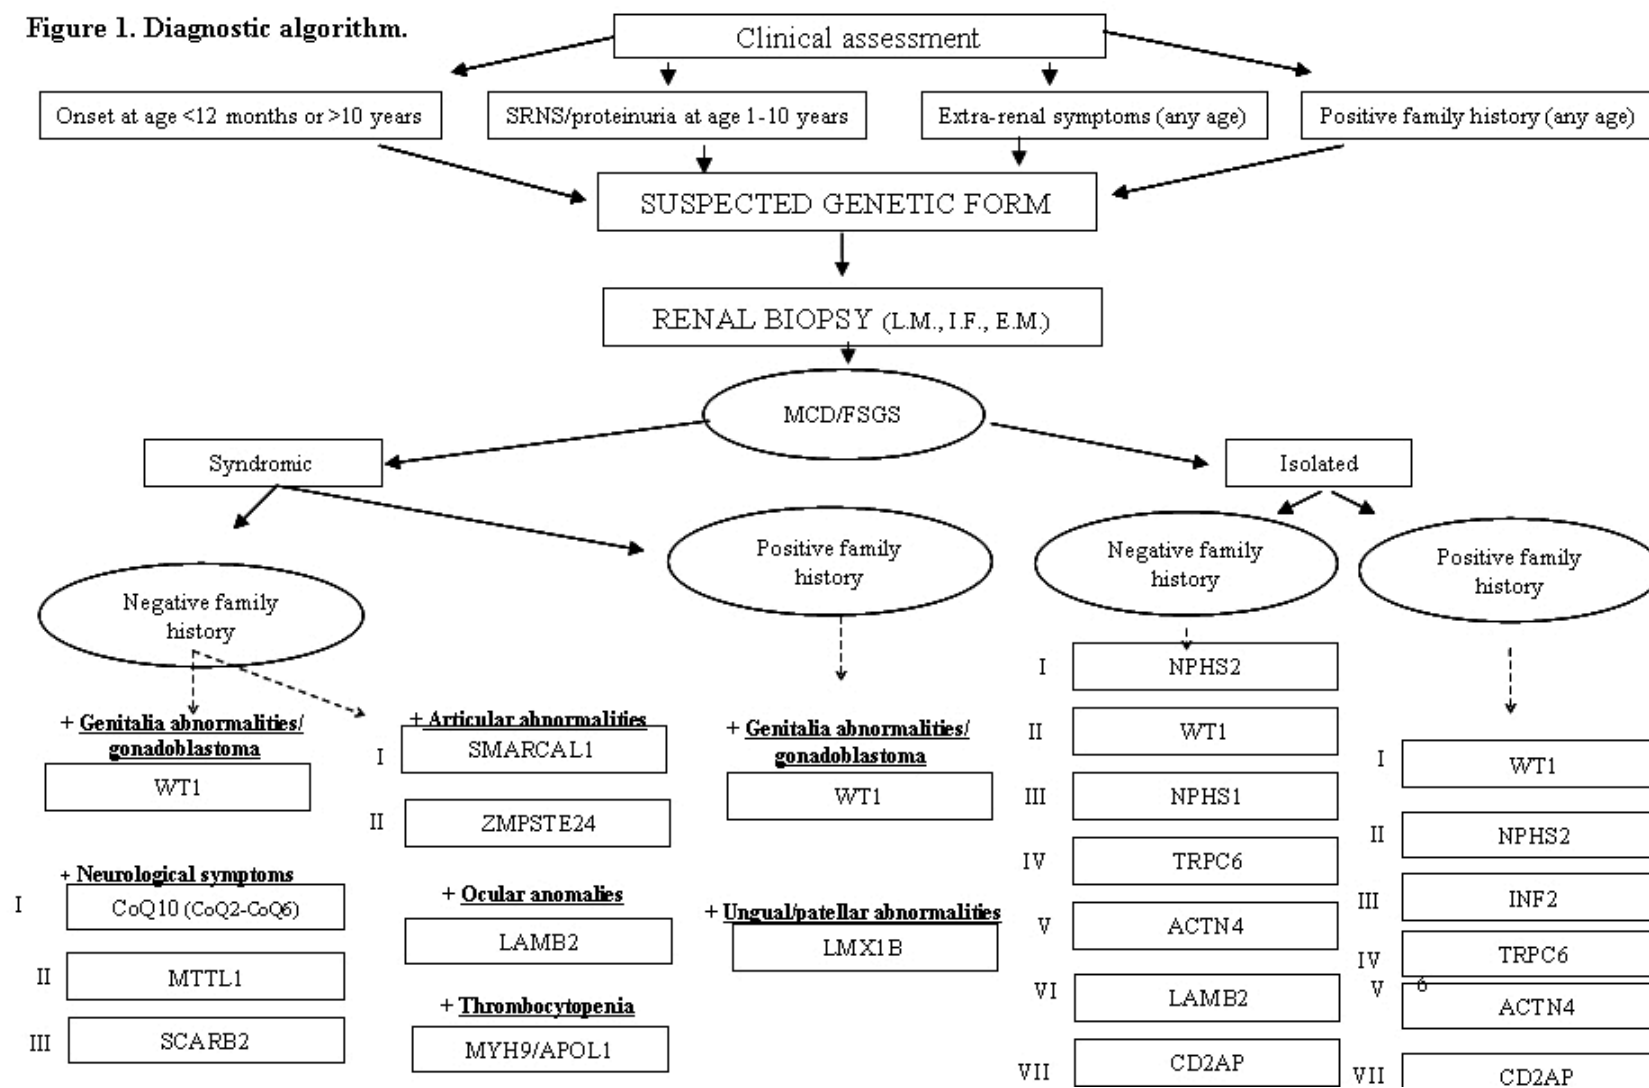 Figure 1. Diagnostic algorithm.
Clinical assessment
Onset at age <12 months or >10 years
SRNS/proteinuria at age 1-10 years
Extra-renal symptoms (any age)
Positive family history (any age)
SUSPECTED GENETIC FORM
RENAL BIOPSY (L.M., I.F., E.M.)
MCD/FSGS
Syndromic
Isolated
Negative family
history
Positive family
history
Negative family
history
Positive family
history
+ Genitalia abnormalities/
gonadoblastoma
WT1
+ Neurological symptoms
I CoQ10 (CoQ2-CoQ6)
II MTTL1
III SCARB2
+ Articular abnormalities
I SMARCAL1
II ZMPSTE24
+ Ocular anomalies
LAMB2
+ Thrombocytopenia
MYH9/APOL1
+ Genitalia abnormalities/
gonadoblastoma
WT1
+ Ungual/patellar abnormalities
LMX1B
I NPHS2
II WT1
III NPHS1
IV TRPC6
V ACTN4
VI LAMB2
VII CD2AP
I WT1
II NPHS2
III INF2
IV TRPC6
V 6 ACTN4
VII CD2AP